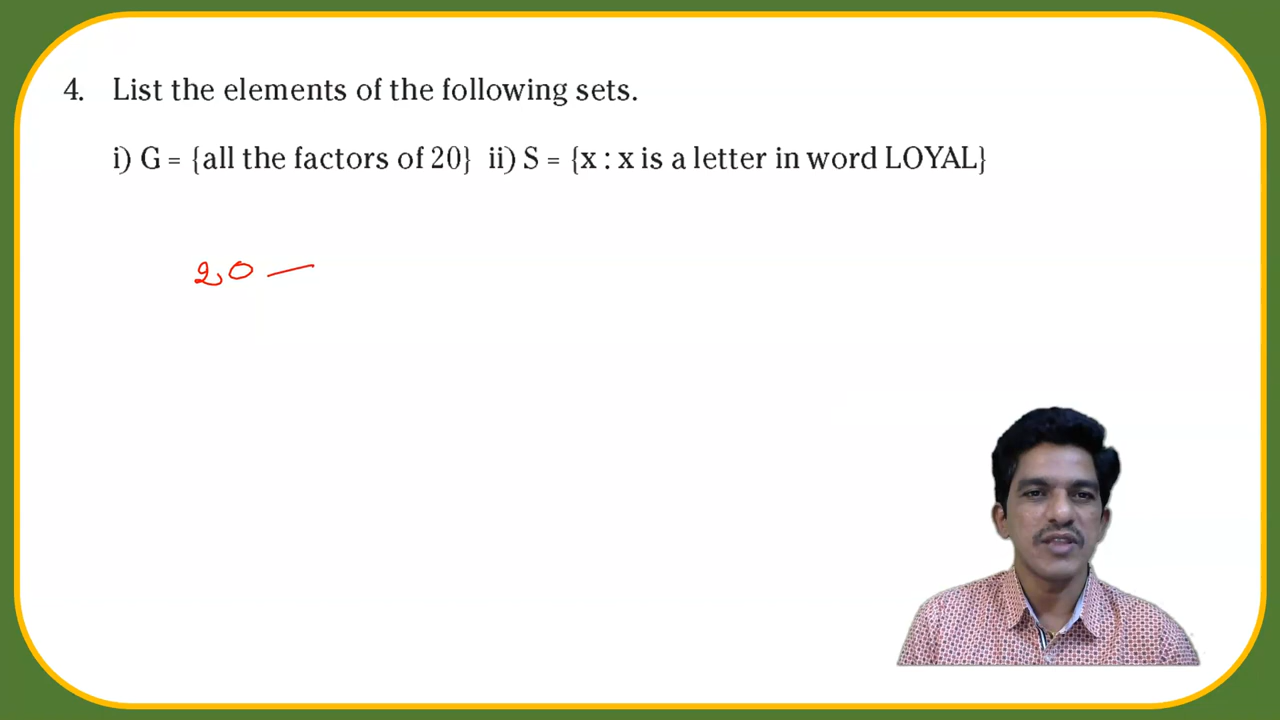 4. List the elements of the following sets.
i) G = {all the factors of 20} ii) S = {x : x is a letter in word LOYAL}
20 —